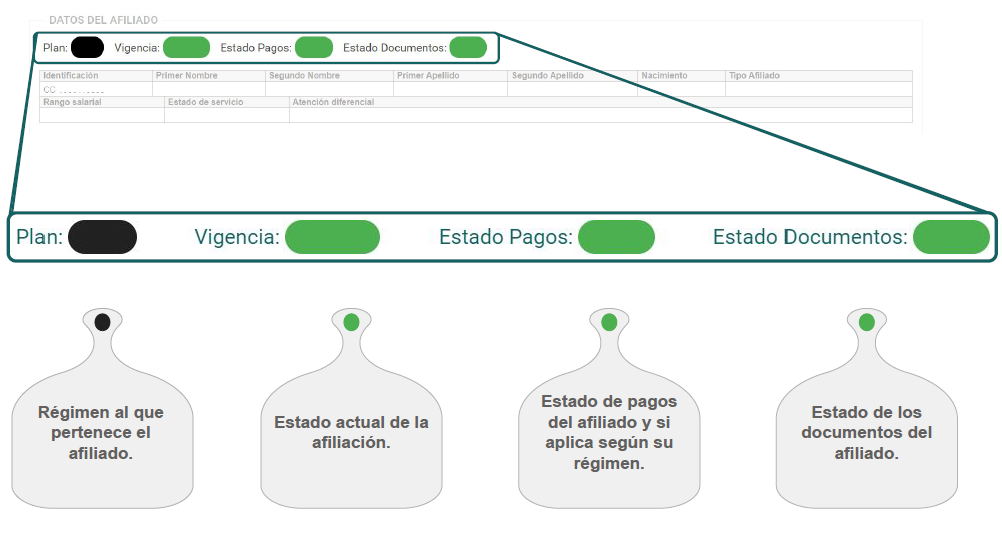 DATOS DEL AFILIADO
Plan: Vigencia: Estado Pagos: Estado Documentos:
Identificación Primer Nombre Segundo Nombre Primer Apellido Segundo Apellido Nacimiento Tipo Afiliado
CC
Rango salarial Estado de servicio Atención diferencial
Plan: Vigencia: Estado Pagos: Estado Documentos:
Régimen al que
pertenece el
afiliado.
Estado actual de la
afiliación.
Estado de pagos
del afiliado y si
aplica según su
régimen.
Estado de los
documentos del
afiliado.